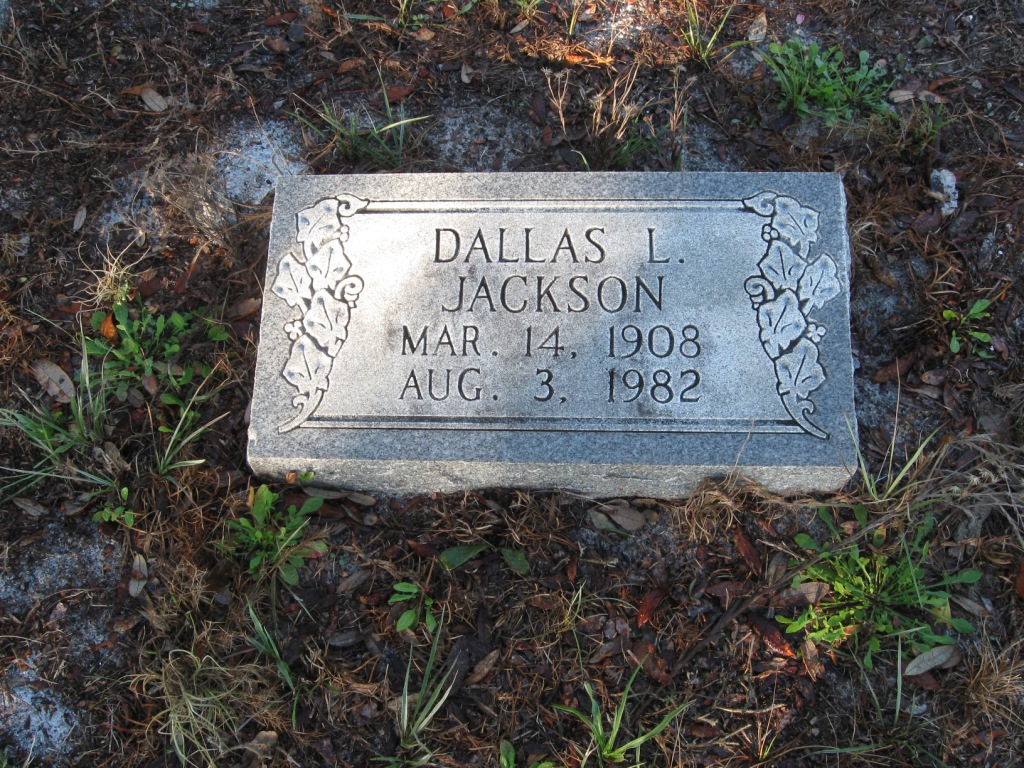 DALLAS L.
JACKSON
MAR. 14, 1908
AUG. 3, 1982